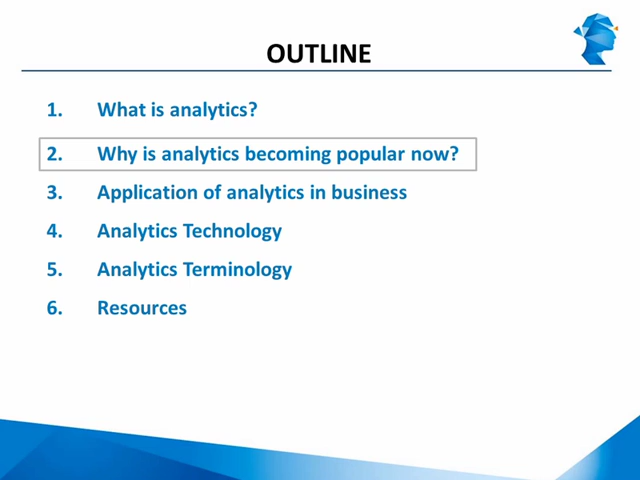 OUTLINE
1. What is analytics?
2. Why is analytics becoming popular now?
3. Application of analytics in business
4. Analytics Technology
5. Analytics Terminology
6. Resources